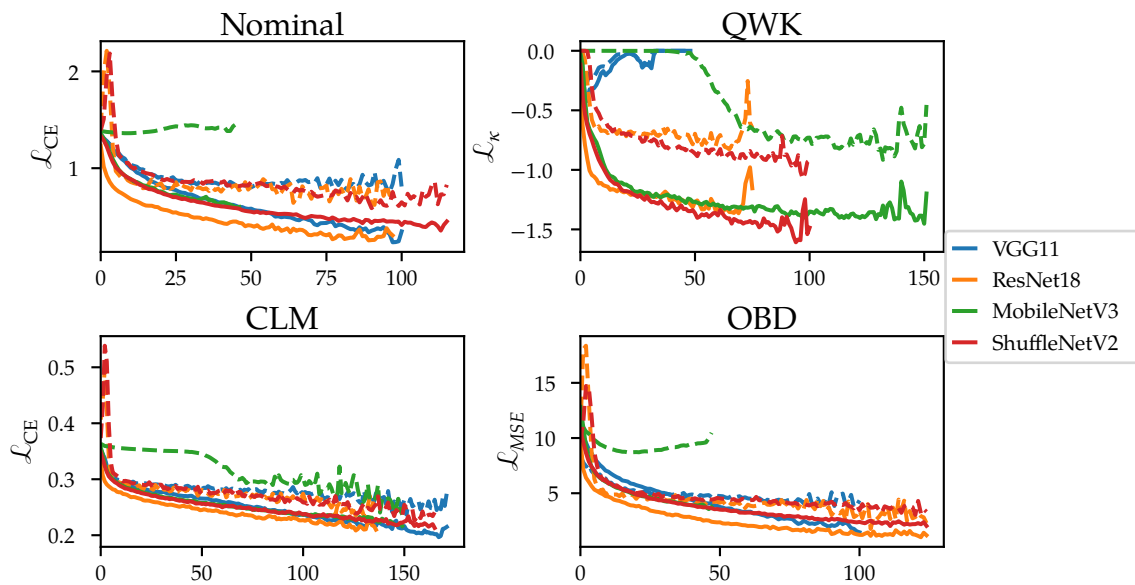 Nominal
2
1
ℒCE
0 25 50 75 100
QWK
0.0
−0.5
−1.0
−1.5
ℒκ
0 50 100 150
CLM
0.5
0.4
0.3
0.2
ℒCE
0 50 100 150
OBD
15
10
5
ℒMSE
0 50 100
VGG11
ResNet18
MobileNetV3
ShuffleNetV2